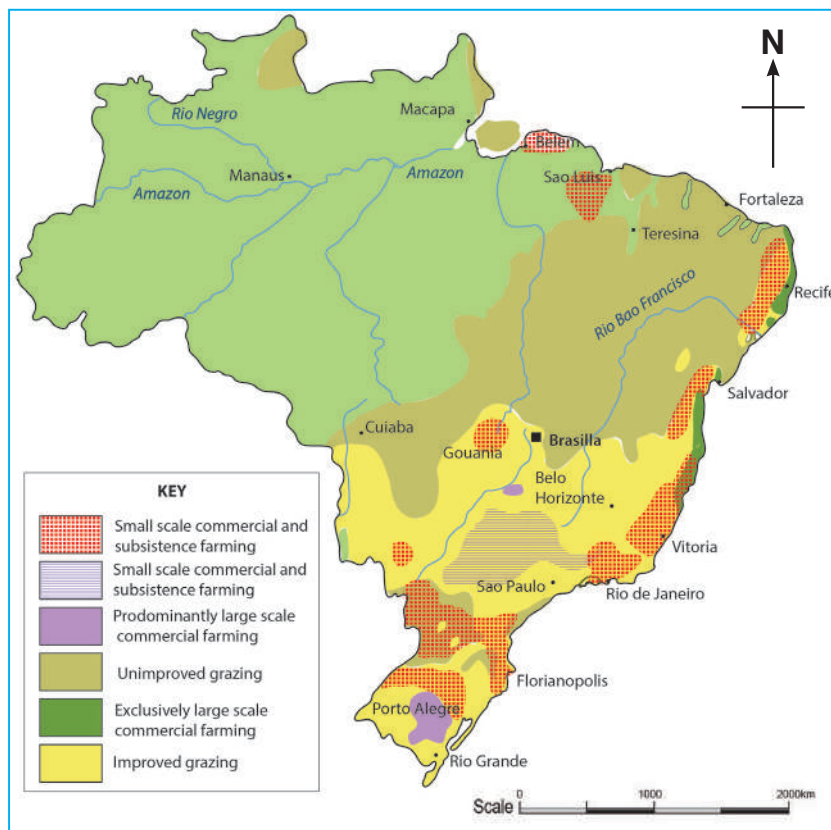 N
Rio Negro
Macapa
Belem
Manaus
Amazon
Amazon
Sao Luis
Fortaleza
Teresina
Recife
Rio Bao Francisco
Salvador
Cuiaba
Brasilla
Gouania
Belo
Horizonte
Vitoria
Sao Paulo
Rio de Janeiro
Florianopolis
Porto Alegre
Rio Grande
KEY
Small scale commercial and
subsistence farming
Small scale commercial and
subsistence farming
Prodominantly large scale
commercial farming
Unimproved grazing
Exclusively large scale
commercial farming
Improved grazing
0 1000 2000km
Scale